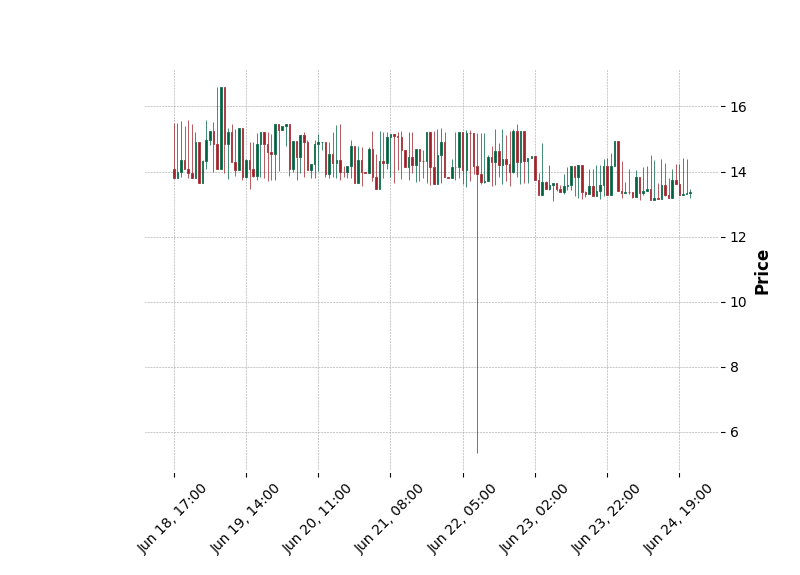 16
14
12
10
8
6
Price
Jun 18, 17:00
Jun 19, 14:00
Jun 20, 11:00
Jun 21, 08:00
Jun 22, 05:00
Jun 23, 02:00
Jun 23, 22:00
Jun 24, 19:00